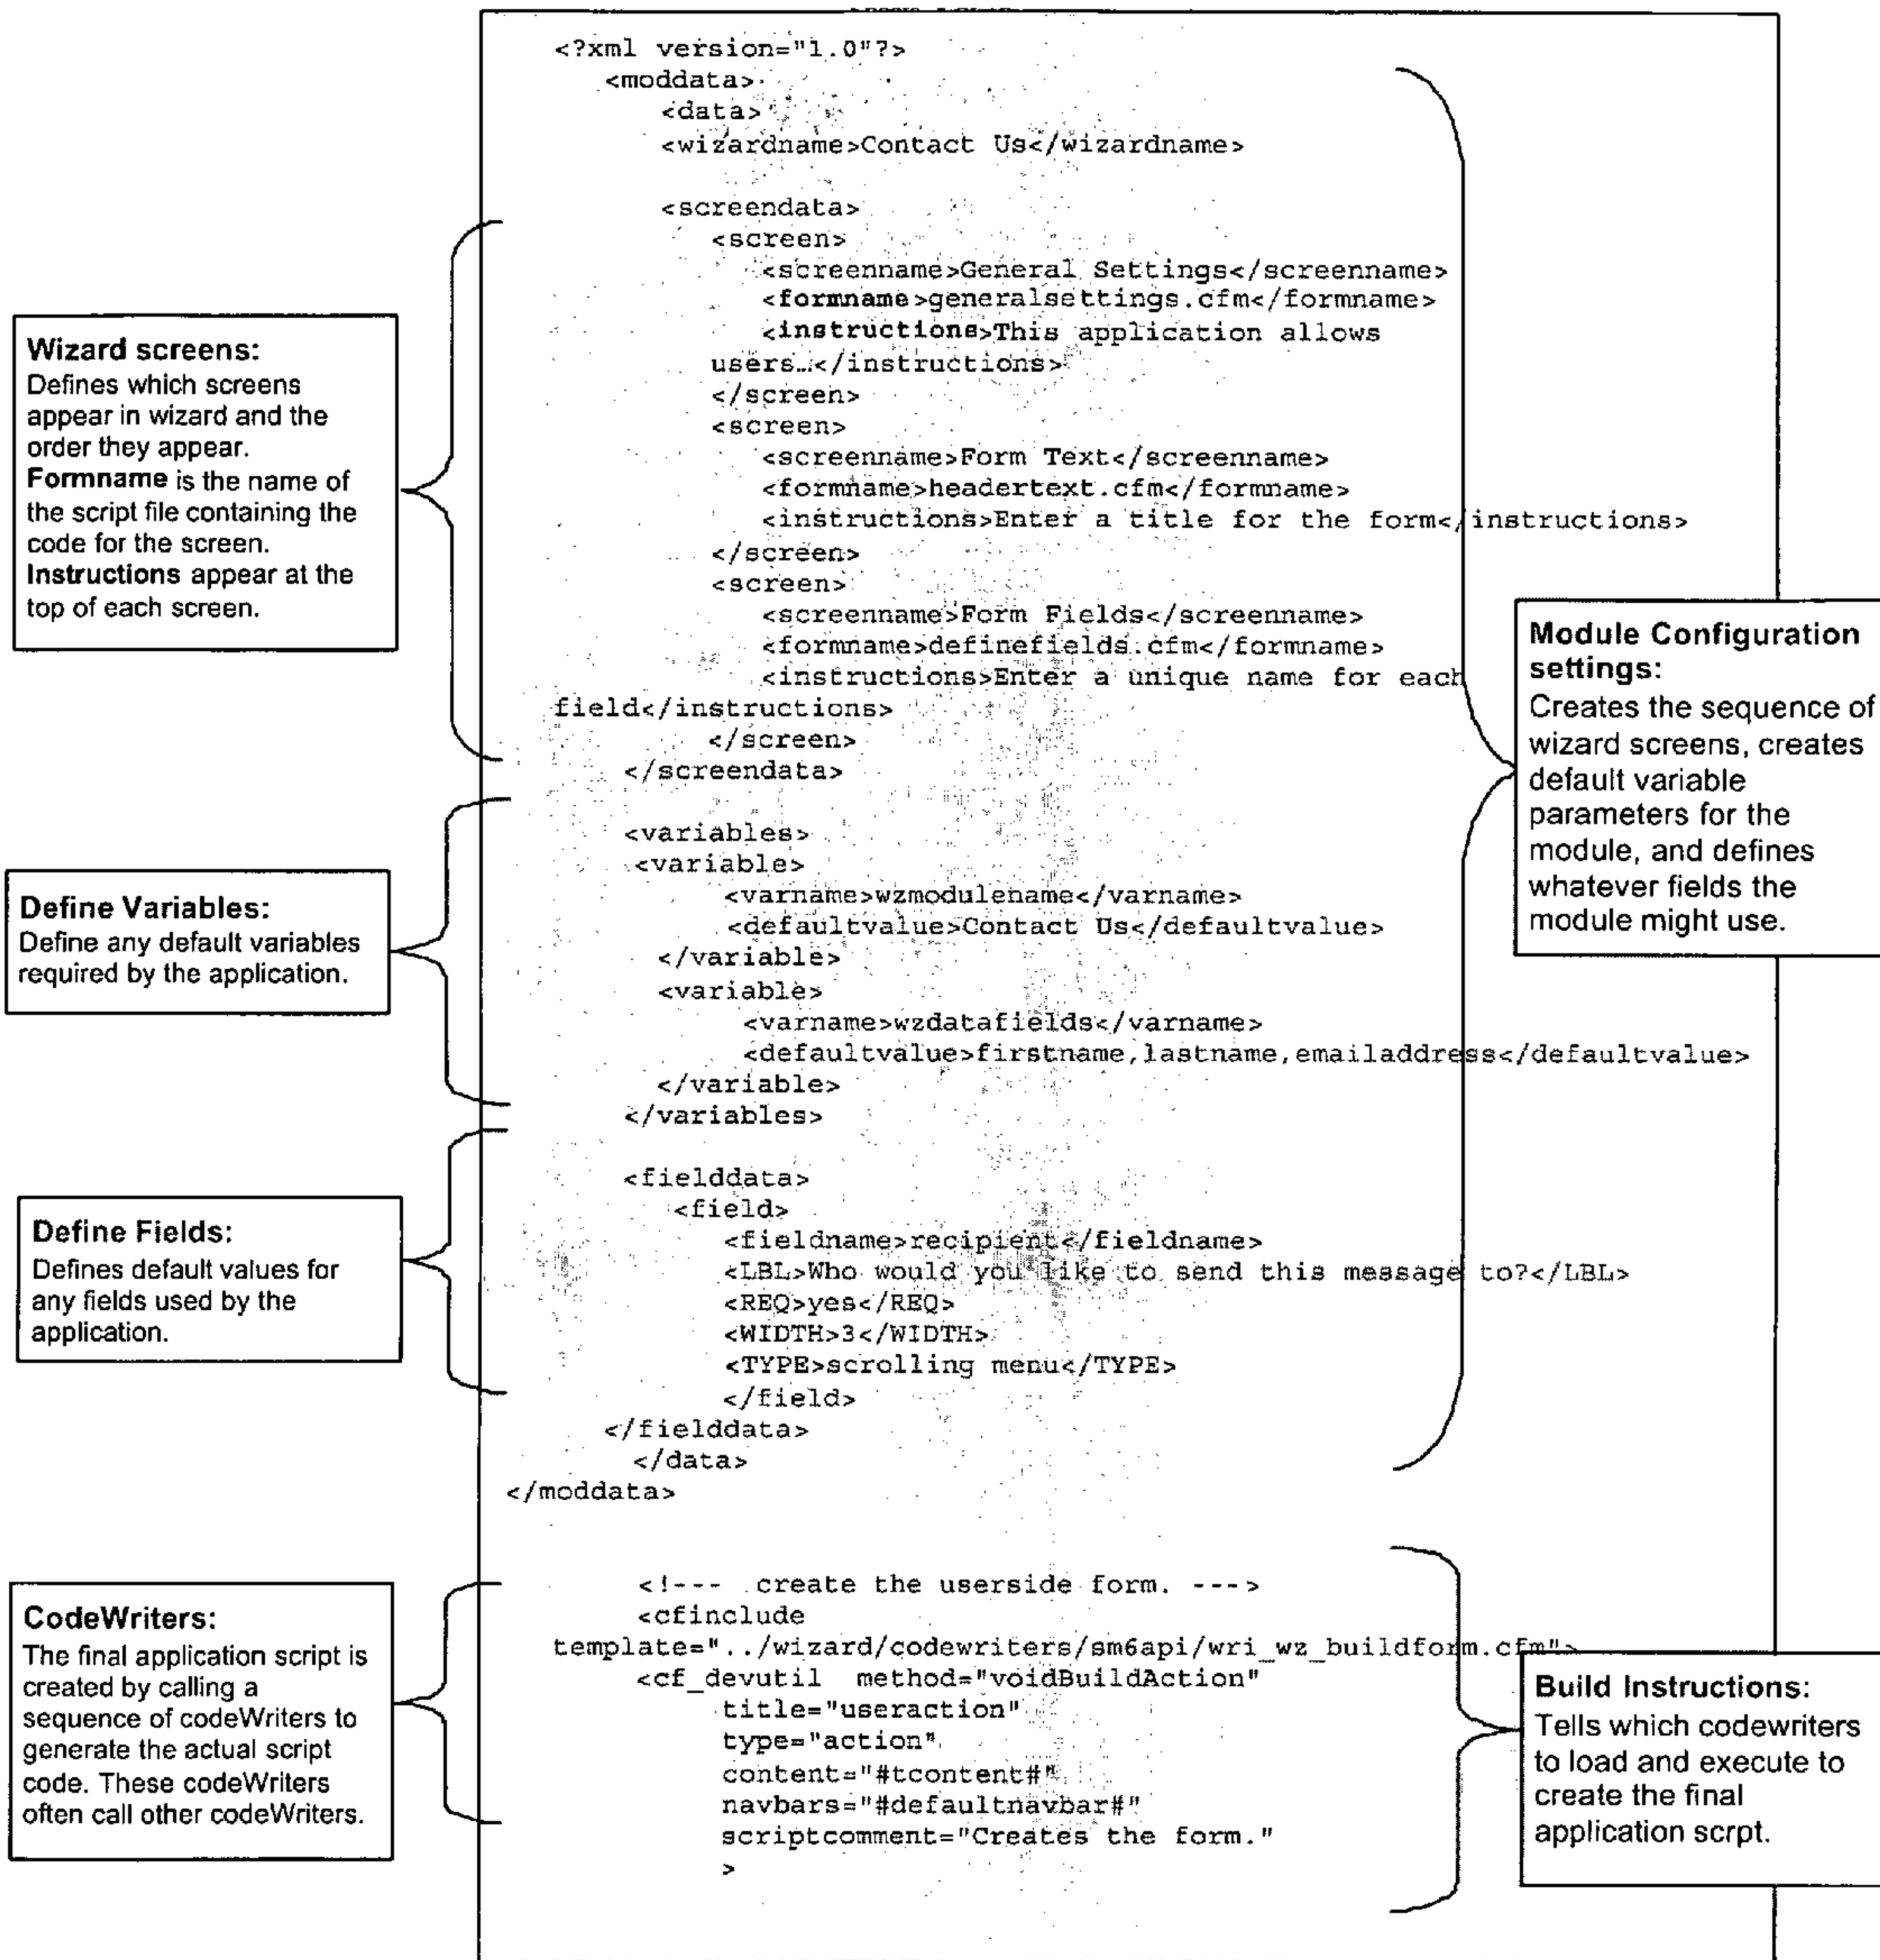 <?xml version="1.0"?>
<moddata>
<data>
<wizardname>Contact Us</wizardname>
<screendata>
<screen>
<screenname>General Settings</screenname>
<formname>generalsettings.cfm</formname>
<instructions>This application allows
users…</instructions>
</screen>
<screen>
<screenname>Form Text</screenname>
<formname>headertext.cfm</formname>
<instructions>Enter a title for the form</instructions>
</screen>
<screen>
<screenname>Form Fields</screenname>
<formname>definefields.cfm</formname>
<instructions>Enter a unique name for each
field</instructions>
</screen>
</screendata>
<variables>
<variable>
<varname>wzmodulename</varname>
<defaultvalue>Contact Us</defaultvalue>
</variable>
<variable>
<varname>wzdatafields</varname>
<defaultvalue>firstname,lastname,emailaddress</defaultvalue>
</variable>
</variables>
<fielddata>
<field>
<fieldname>recipient</fieldname>
<LBL>Who would you like to send this message to?</LBL>
<REQ>yes</REQ>
<WIDTH>3</WIDTH>
<TYPE>scrolling menu</TYPE>
</field>
</fielddata>
</data>
</moddata>
<!--- create the userside form. --->
<cfinclude
template="../wizard/codewriters/sm6api/wri_wz_buildform.cfm">
<cf_devutil method="voidBuildAction"
title="useraction"
type="action"
content="#tcontent#"
navbars="#defaultnavbar#"
scriptcomment="Creates the form."
>
Wizard screens:
Defines which screens
appear in wizard and the
order they appear.
Formname is the name of
the script file containing the
code for the screen.
Instructions appear at the
top of each screen.
Define Variables:
Define any default variables
required by the application.
Define Fields:
Defines default values for
any fields used by the
application.
CodeWriters:
The final application script is
created by calling a
sequence of codeWriters to
generate the actual script
code. These codeWriters
often call other codeWriters.
Module Configuration
settings:
Creates the sequence of
wizard screens, creates
default variable
parameters for the
module, and defines
whatever fields the
module might use.
Build Instructions:
Tells which codewriters
to load and execute to
create the final
application scrpt.